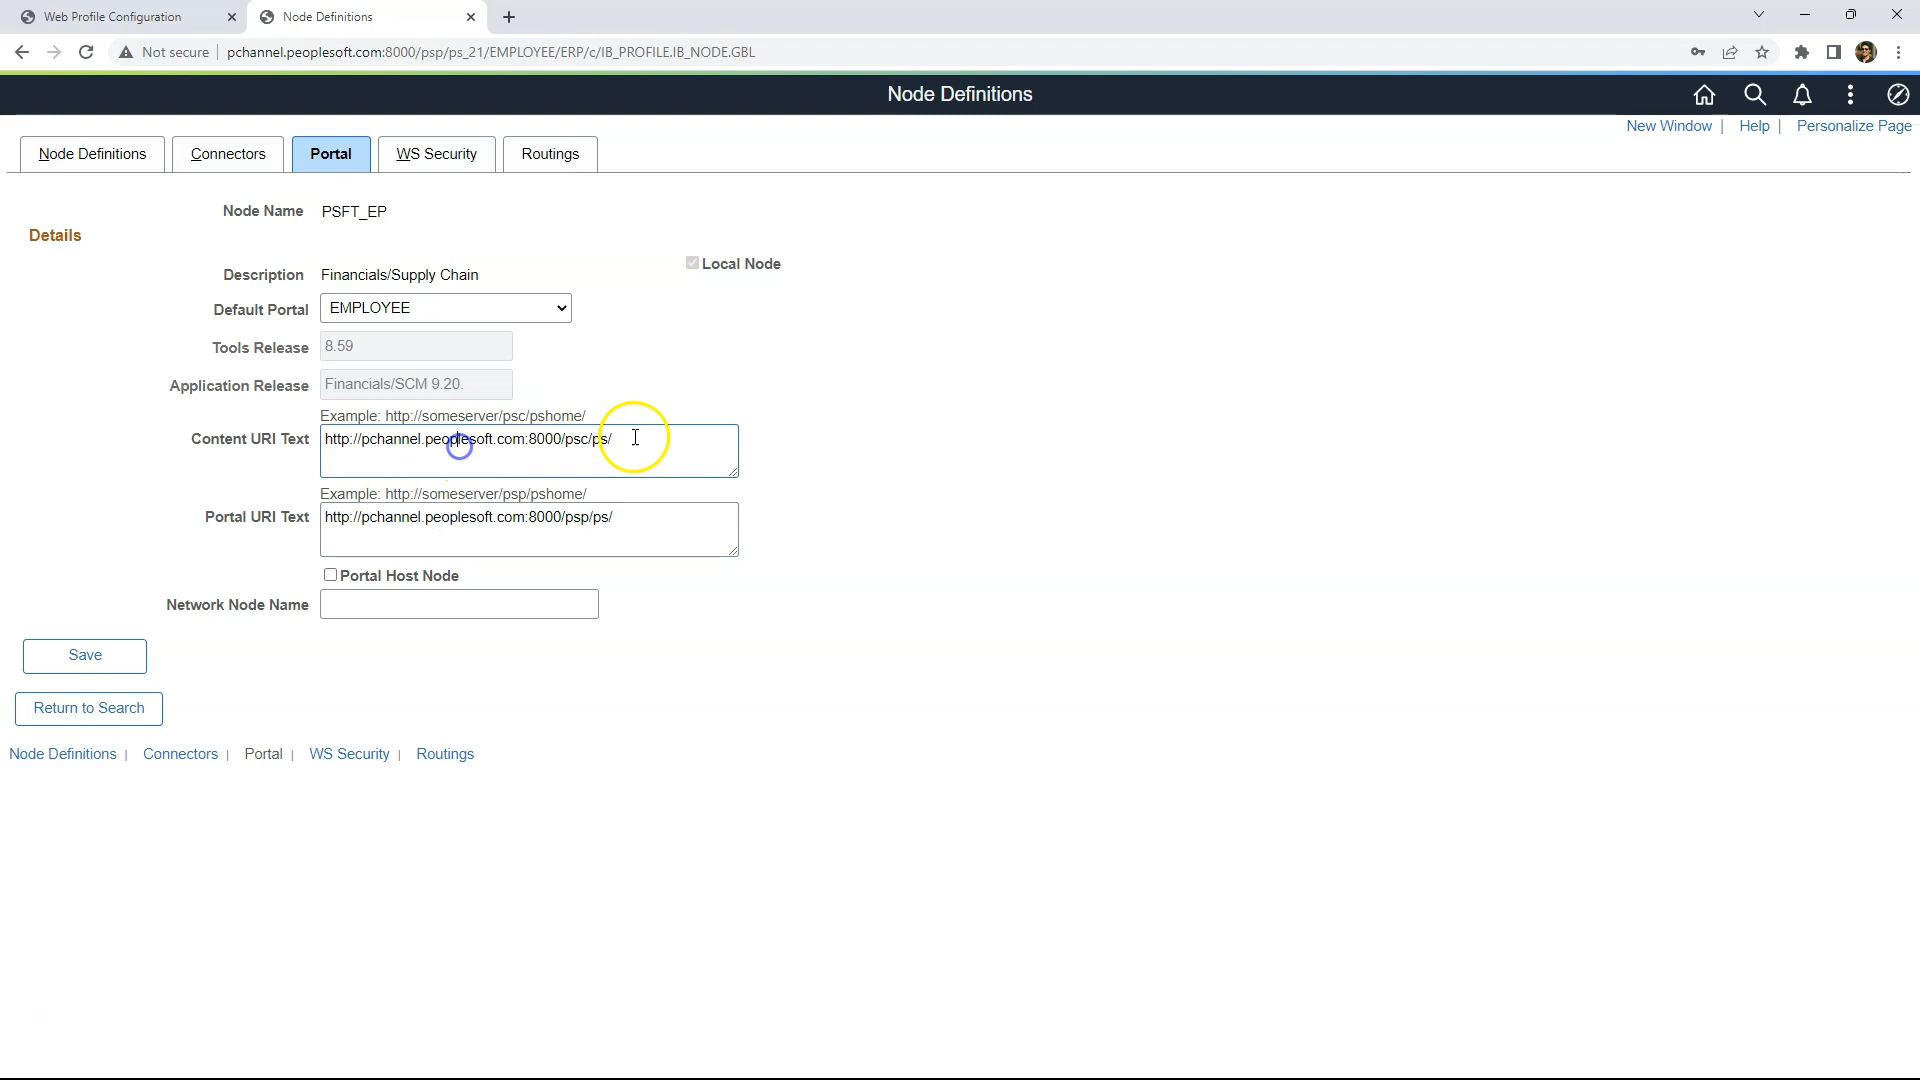 Web Profile Configuration
Node Definitions
Not secure
pchannel.peoplesoft.com:8000/psp/ps_21/EMPLOYEE/ERP/c/IB_PROFILE.IB_NODE.GBL
Node Definitions
New Window | Help | Personalize Page
Node Definitions Connectors Portal WS Security Routings
Node Name PSFT_EP
Details
Local Node
Description Financials/Supply Chain
Default Portal EMPLOYEE
Tools Release 8.59
Application Release Financials/SCM 9.20.
Example: http://someserver/psc/pshome/
Content URI Text http://pchannel.peoplesoft.com:8000/psc/ps/
Example: http://someserver/psp/pshome/
Portal URI Text http://pchannel.peoplesoft.com:8000/psp/ps/
Portal Host Node
Network Node Name
Save
Return to Search
Node Definitions | Connectors | Portal | WS Security | Routings